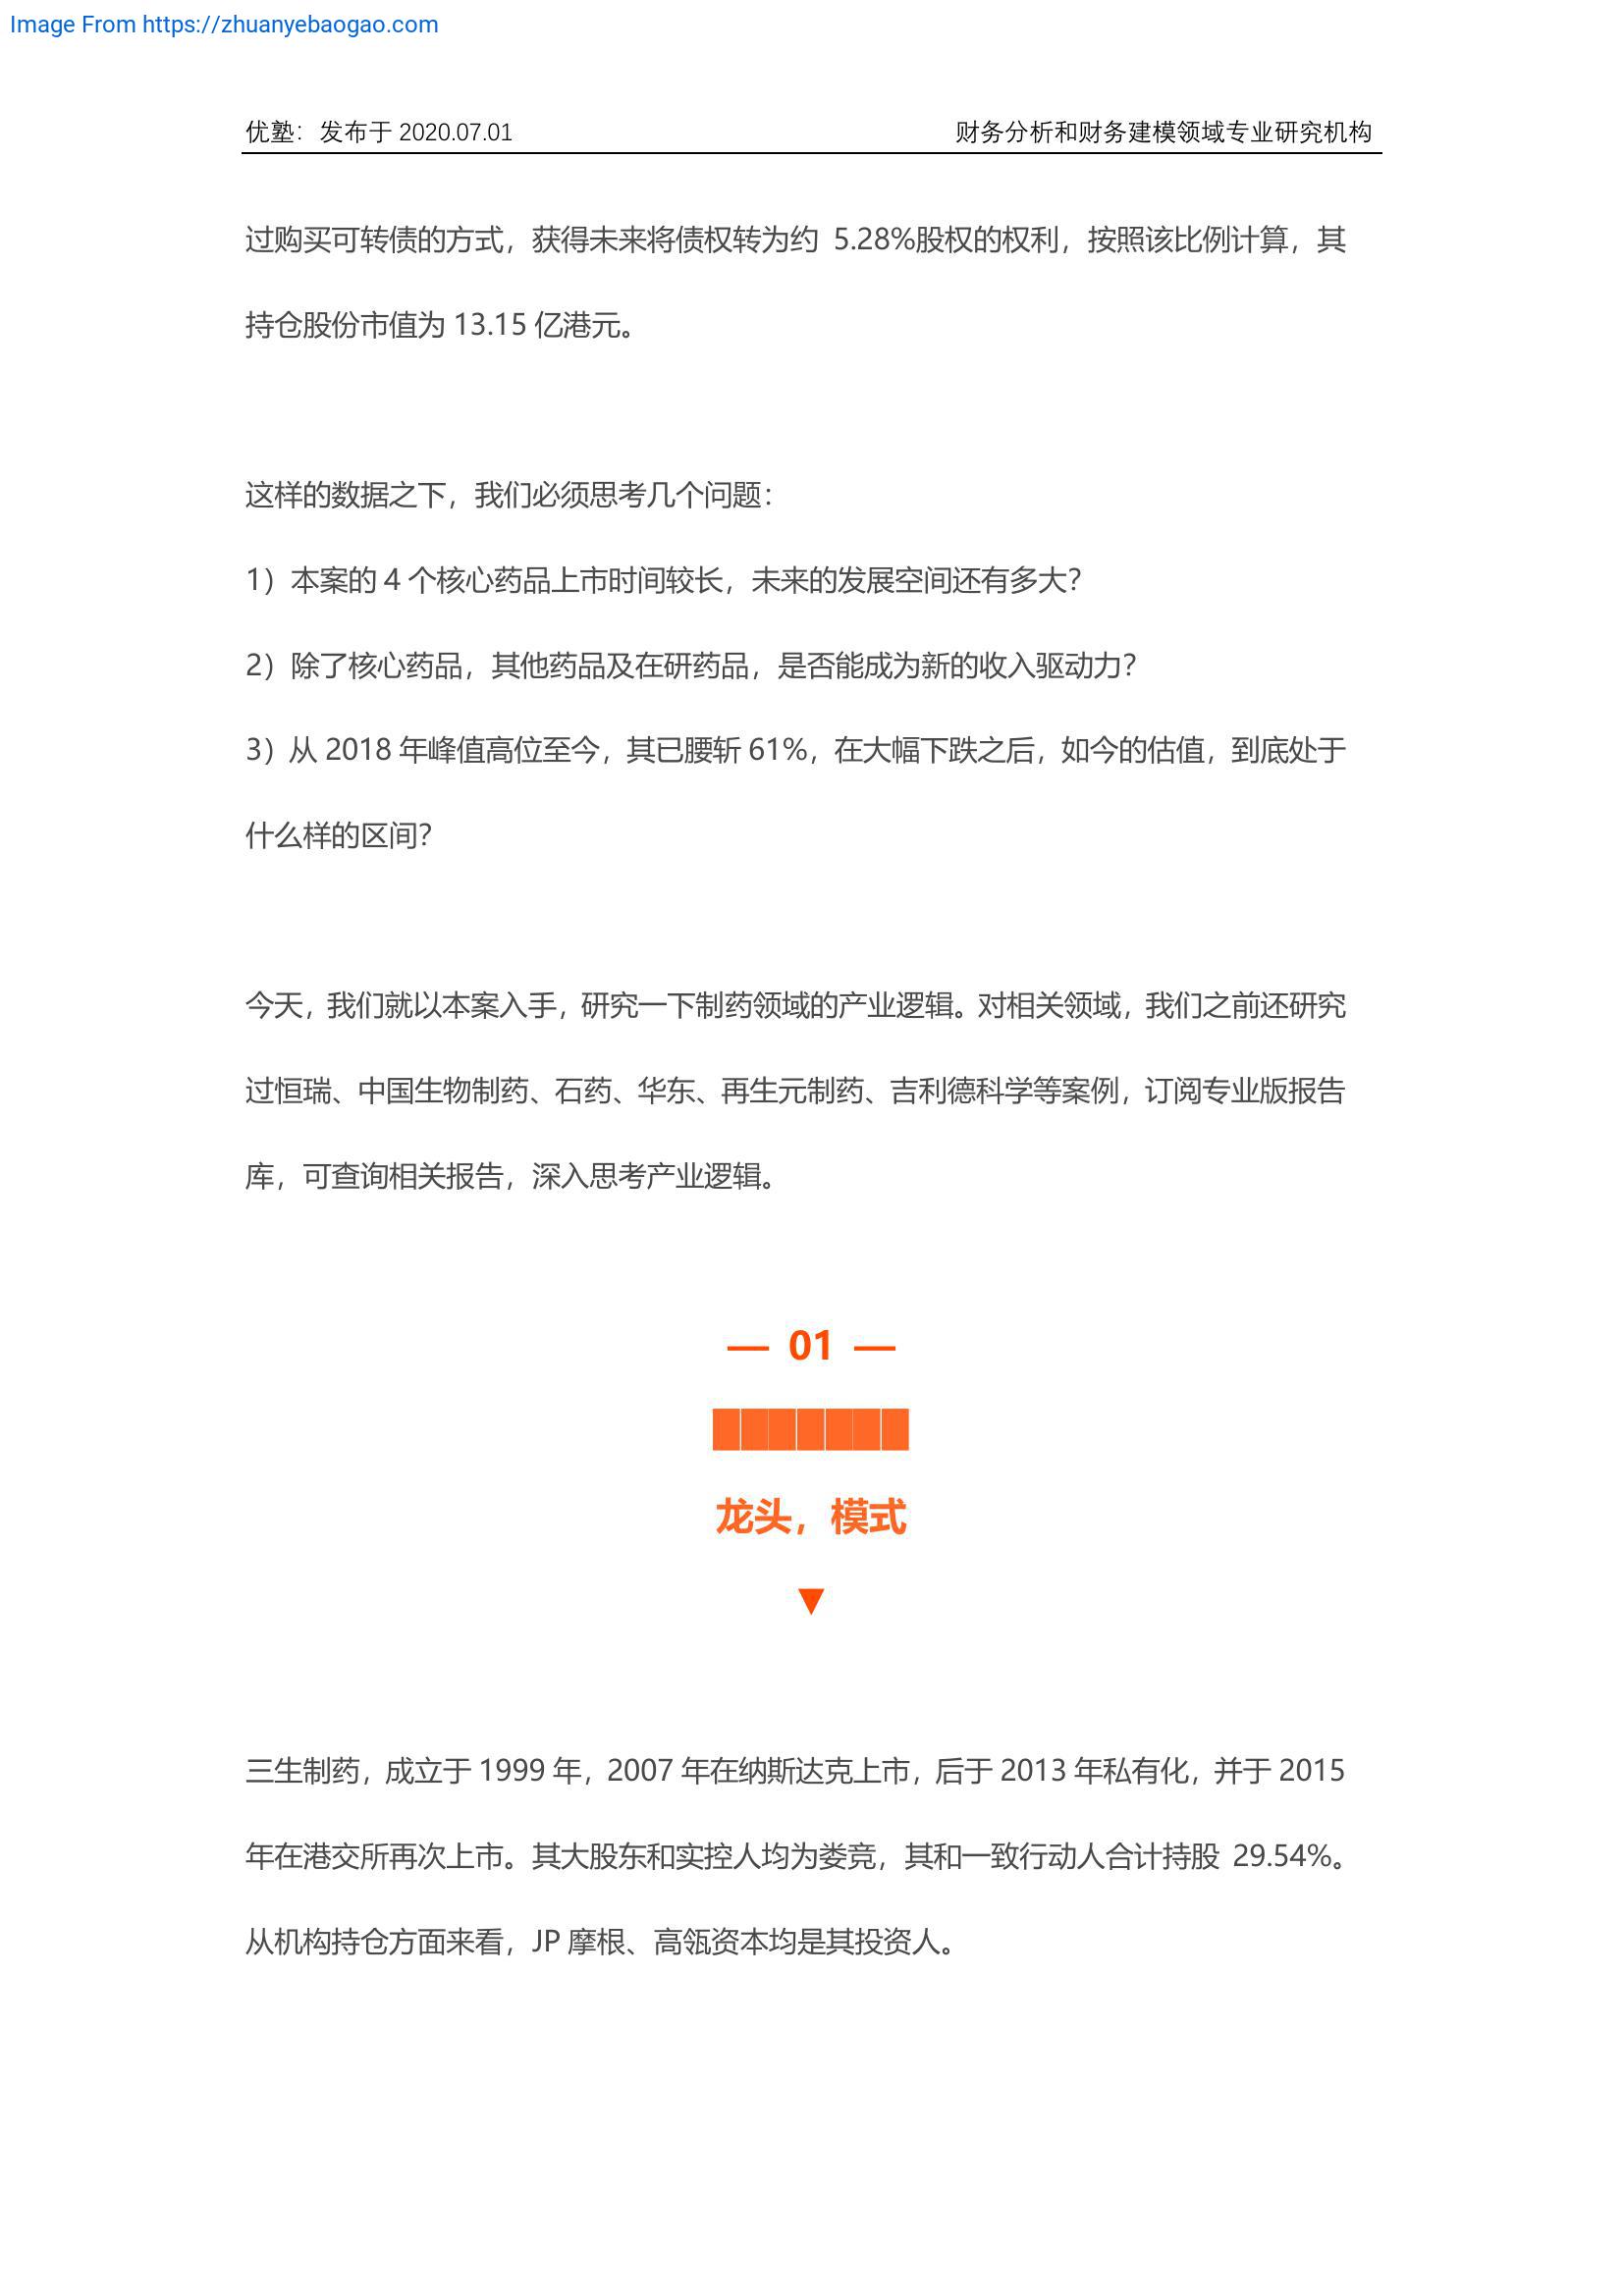 Image From https://zhuanyebaogao.com
优塾：发布于 2020.07.01 财务分析和财务建模领域专业研究机构
过购买可转债的方式，获得未来将债权转为约 5.28%股权的权利，按照该比例计算，其
持仓股份市值为 13.15 亿港元。
这样的数据之下，我们必须思考几个问题：
1）本案的 4 个核心药品上市时间较长，未来的发展空间还有多大？
2）除了核心药品，其他药品及在研药品，是否能成为新的收入驱动力？
3）从 2018 年峰值高位至今，其已腰斩 61%，在大幅下跌之后，如今的估值，到底处于
什么样的区间？
今天，我们就以本案入手，研究一下制药领域的产业逻辑。对相关领域，我们之前还研究
过恒瑞、中国生物制药、石药、华东、再生元制药、吉利德科学等案例，订阅专业版报告
库，可查询相关报告，深入思考产业逻辑。
— 01 —
███████
龙头，模式
▼
三生制药，成立于 1999 年，2007 年在纳斯达克上市，后于 2013 年私有化，并于 2015
年在港交所再次上市。其大股东和实控人均为娄竞，其和一致行动人合计持股 29.54%。
从机构持仓方面来看，JP 摩根、高瓴资本均是其投资人。